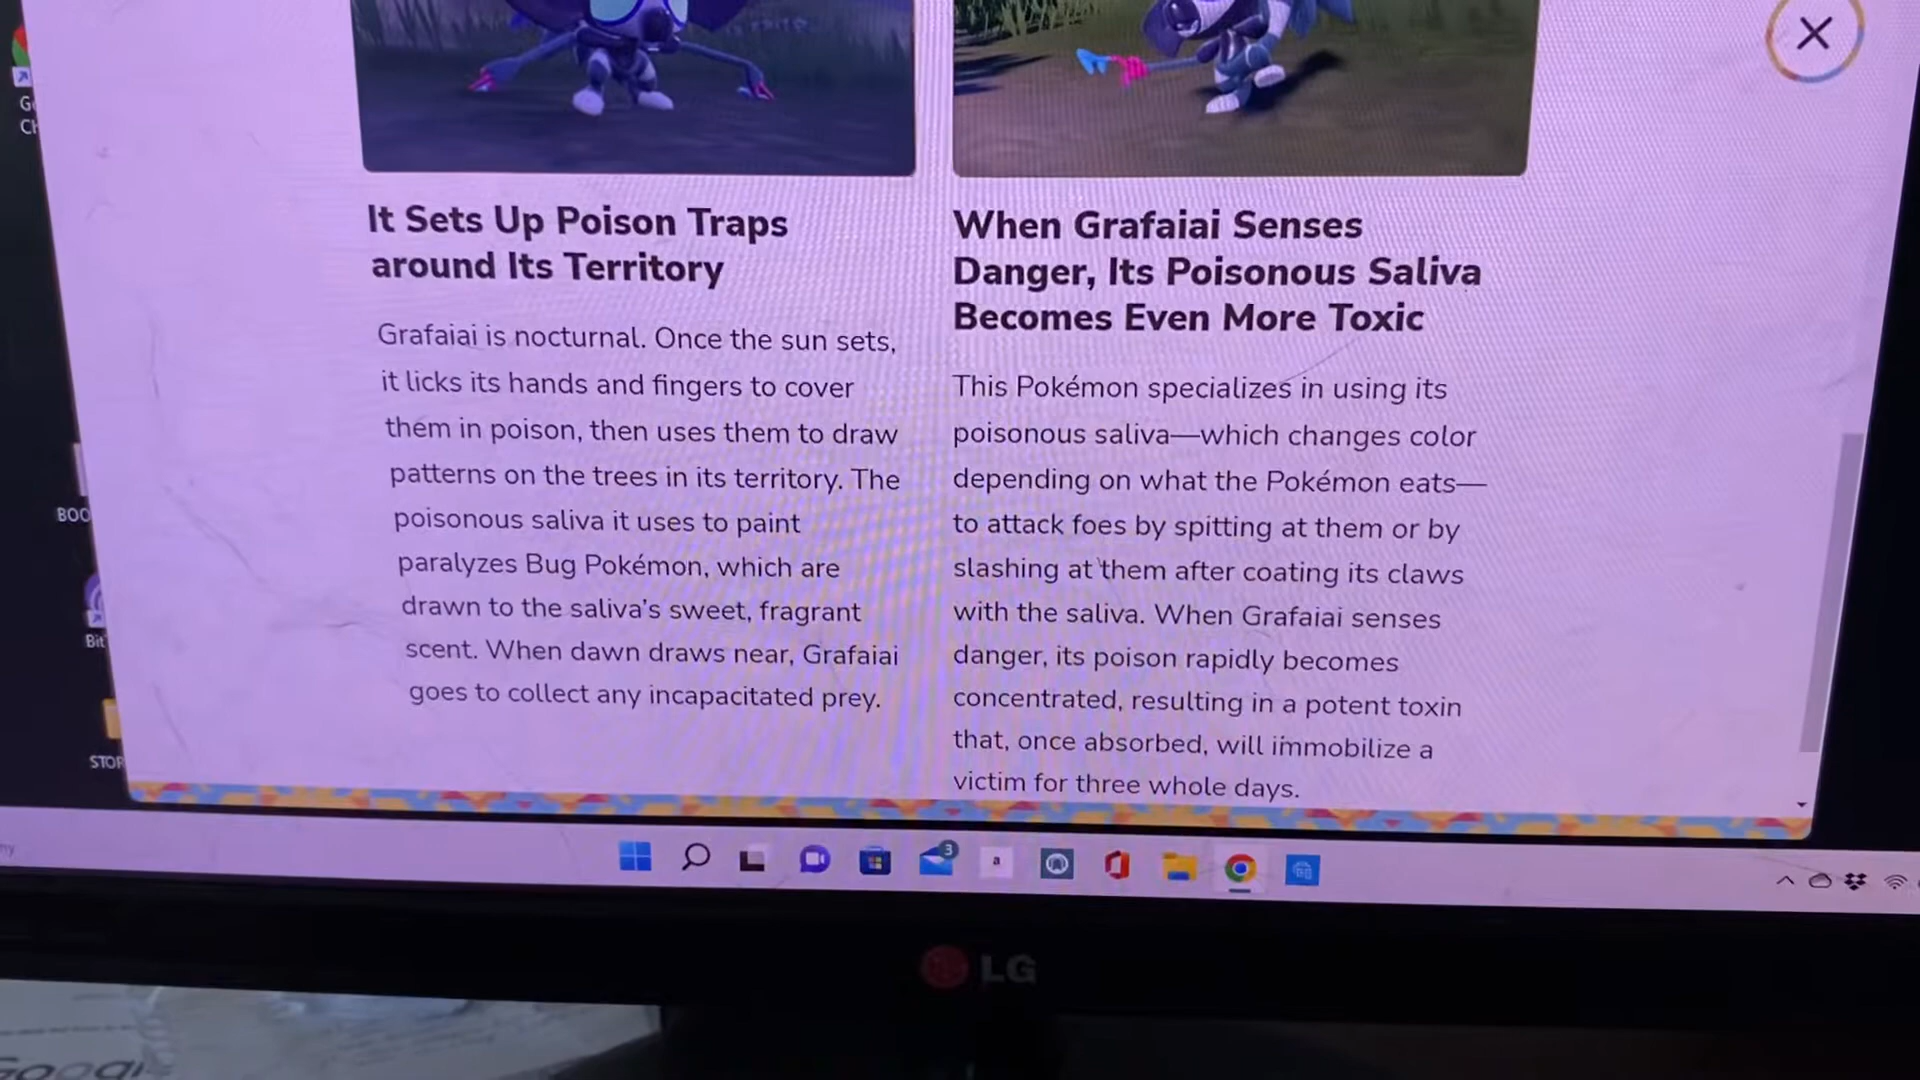 It Sets Up Poison Traps
around Its Territory
Grafaiai is nocturnal. Once the sun sets,
it licks its hands and fingers to cover
them in poison, then uses them to draw
patterns on the trees in its territory. The
poisonous saliva it uses to paint
paralyzes Bug Pokémon, which are
drawn to the saliva's sweet, fragrant
scent. When dawn draws near, Grafaiai
goes to collect any incapacitated prey.
When Grafaiai Senses
Danger, Its Poisonous Saliva
Becomes Even More Toxic
This Pokémon specializes in using its
poisonous saliva—which changes color
depending on what the Pokémon eats—
to attack foes by spitting at them or by
slashing at them after coating its claws
with the saliva. When Grafaiai senses
danger, its poison rapidly becomes
concentrated, resulting in a potent toxin
that, once absorbed, will immobilize a
victim for three whole days.
BOO
Bit
STOR
3
a
LG